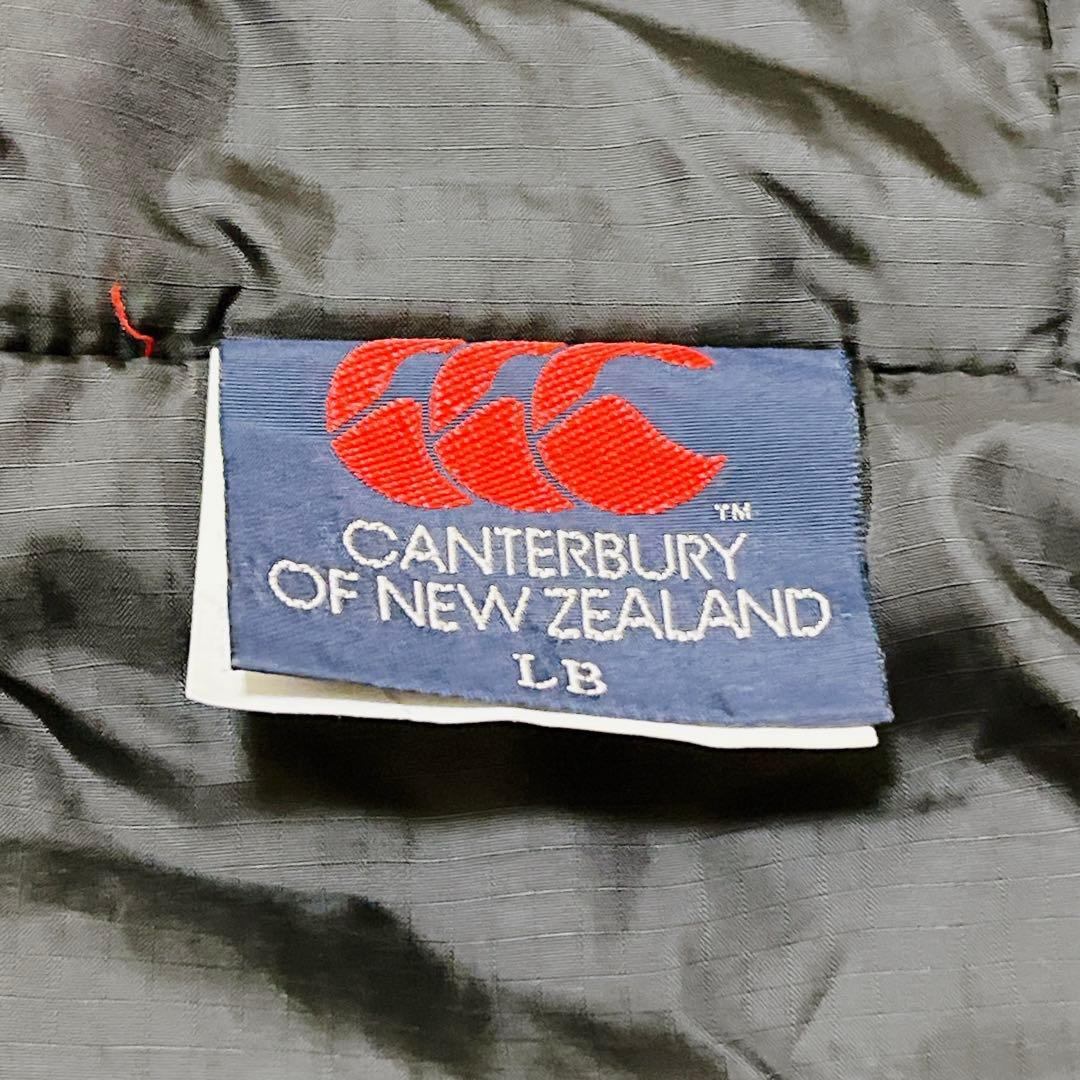 TM
CANTERBURY
OF NEW ZEALAND
LB